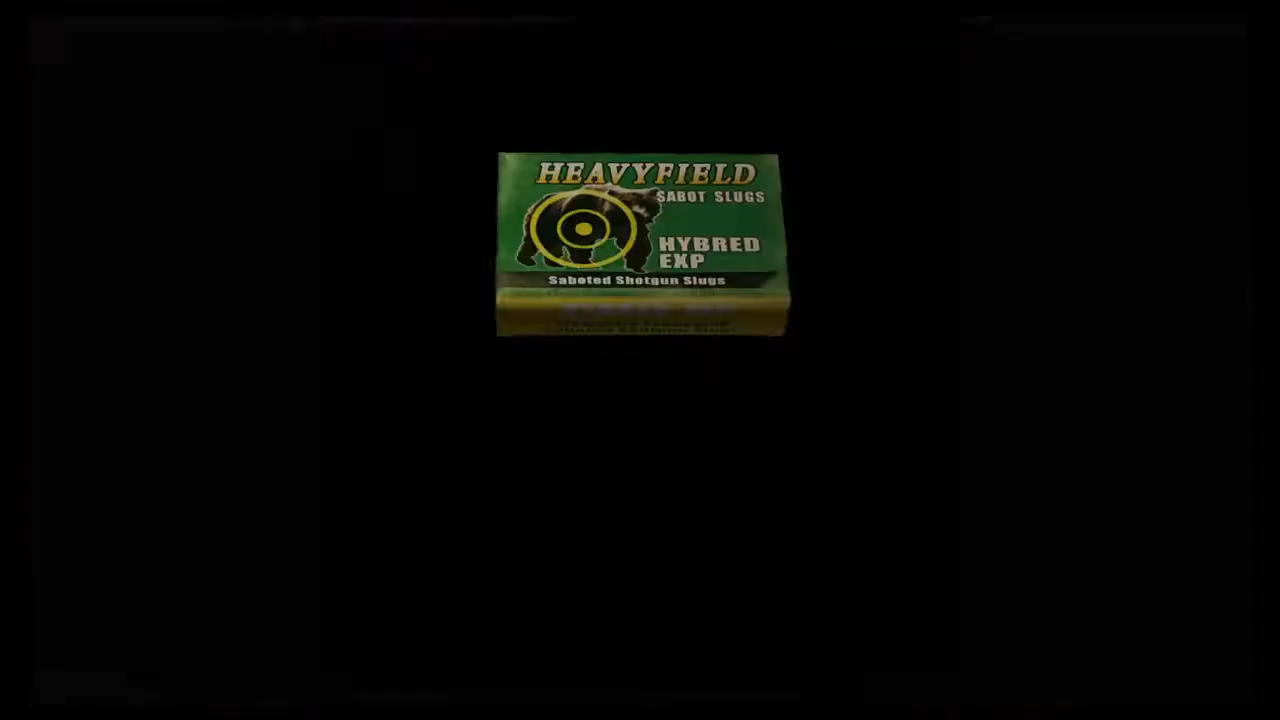 HEAVYFIELD
SABOT SLUGS
HYBRED
EXP
Saboted Shotgun Slugs